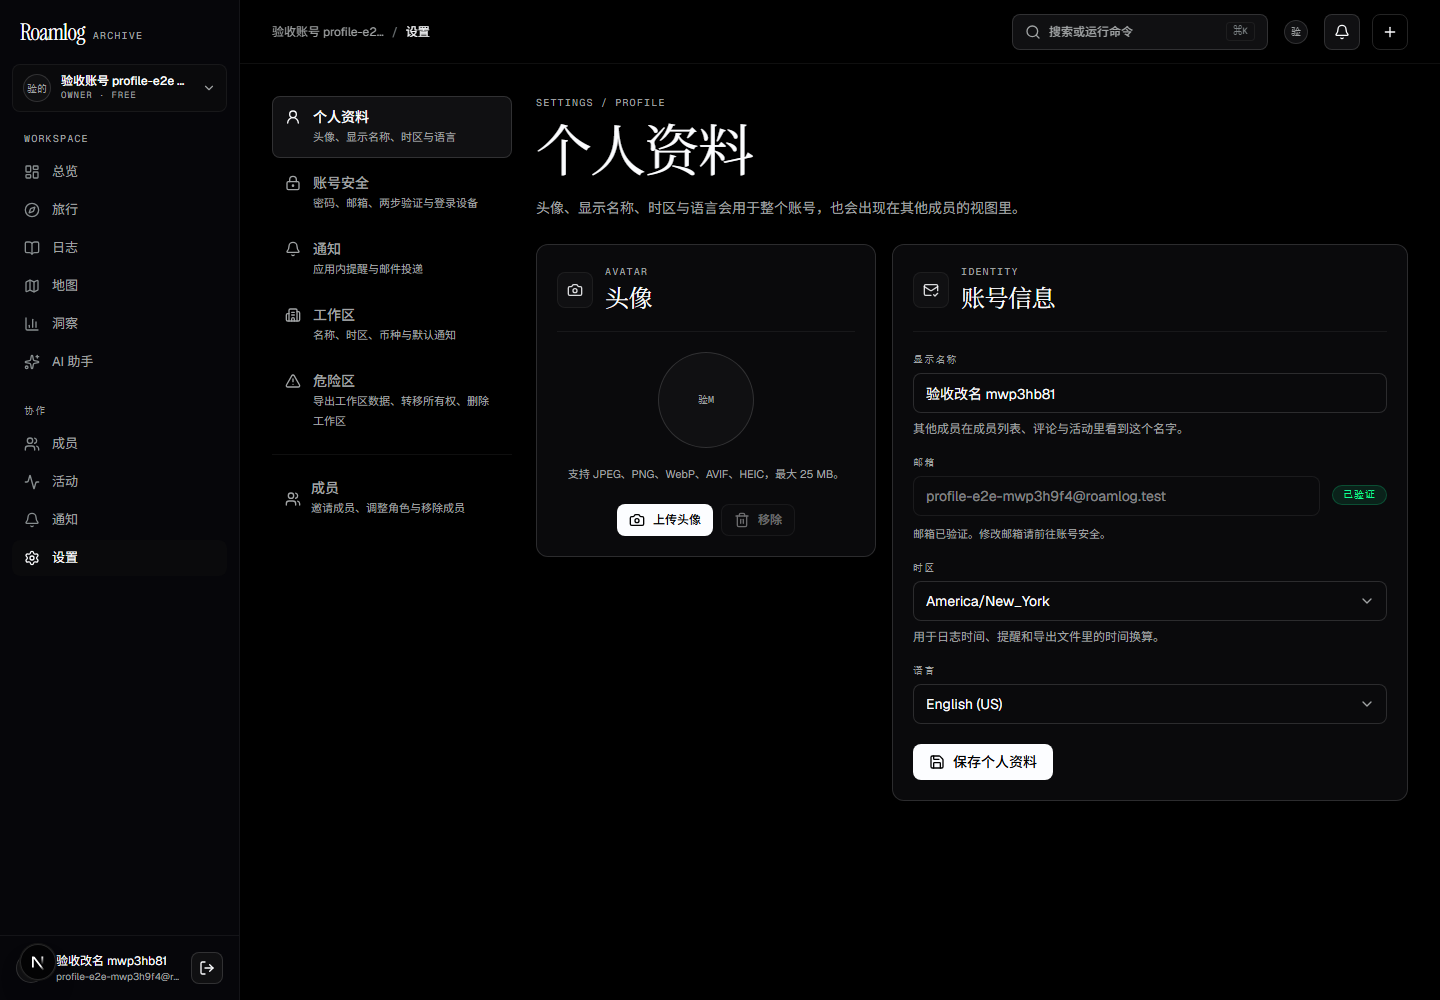 Roamlog ARCHIVE
验的
验收账号 profile-e2e ...
OWNER · FREE
WORKSPACE
总览
旅行
日志
地图
洞察
AI 助手
协作
成员
活动
通知
设置
N
验收改名 mwp3hb81
profile-e2e-mwp3h9f4@r...
验收账号 profile-e2... / 设置
搜索或运行命令
⌘K
验
个人资料
头像、显示名称、时区与语言
账号安全
密码、邮箱、两步验证与登录设备
通知
应用内提醒与邮件投递
工作区
名称、时区、币种与默认通知
危险区
导出工作区数据、转移所有权、删除
工作区
成员
邀请成员、调整角色与移除成员
SETTINGS / PROFILE
个人资料
头像、显示名称、时区与语言会用于整个账号，也会出现在其他成员的视图里。
AVATAR
头像
验M
支持 JPEG、PNG、WebP、AVIF、HEIC，最大 25 MB。
上传头像
移除
IDENTITY
账号信息
显示名称
验收改名 mwp3hb81
其他成员在成员列表、评论与活动里看到这个名字。
邮箱
profile-e2e-mwp3h9f4@roamlog.test
已验证
邮箱已验证。修改邮箱请前往账号安全。
时区
America/New_York
用于日志时间、提醒和导出文件里的时间换算。
语言
English (US)
保存个人资料